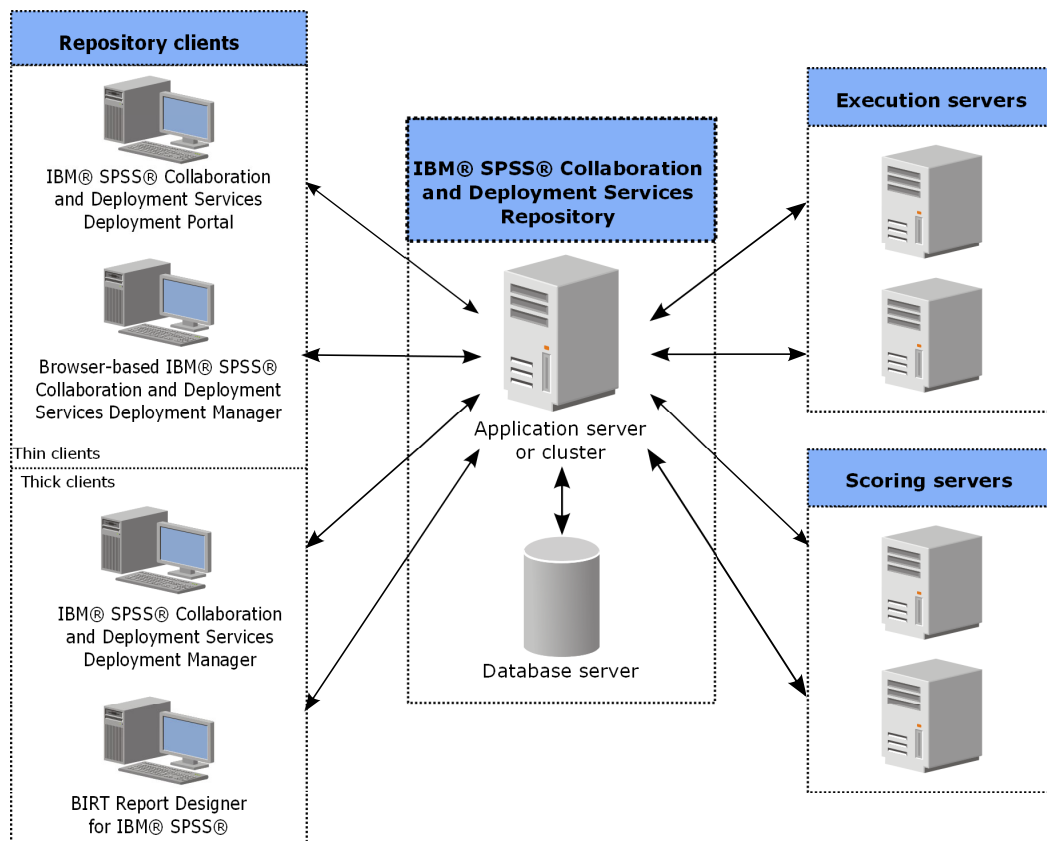 Repository clients
IBM® SPSS® Collaboration
and Deployment Services
Deployment Portal
Browser-based IBM® SPSS®
Collaboration and Deployment
Services Deployment Manager
Thin clients
Thick clients
IBM® SPSS® Collaboration
and Deployment Services
Deployment Manager
BIRT Report Designer
for IBM® SPSS®
IBM® SPSS® Collaboration
and Deployment Services
Repository
Application server
or cluster
Database server
Execution servers
Scoring servers